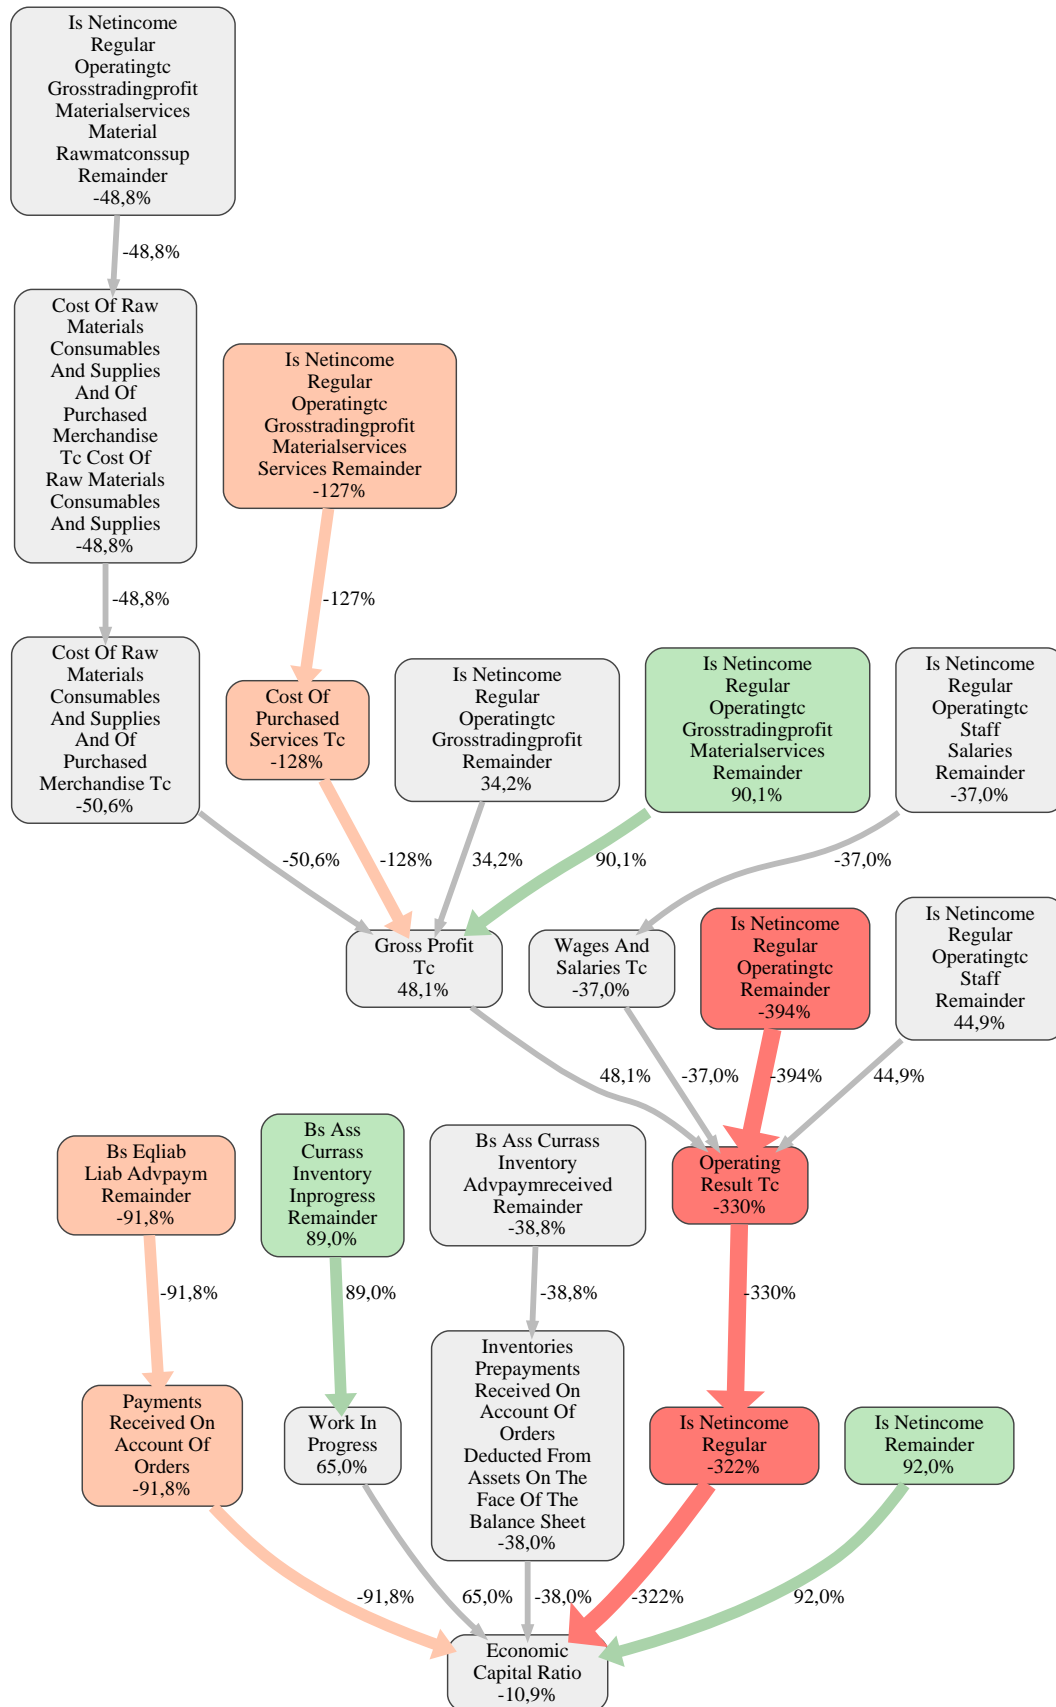 Is Netincome
Regular
Operatingtc
Grosstradingprofit
Materialservices
Material
Rawmatconssup
Remainder
-48,8%
-48,8%
Cost Of Raw
Materials
Consumables
And Supplies
And Of
Purchased
Merchandise
Tc Cost Of
Raw Materials
Consumables
And Supplies
-48,8%
Is Netincome
Regular
Operatingtc
Grosstradingprofit
Materialservices
Services Remainder
-127%
-48,8%
-127%
Cost Of Raw
Materials
Consumables
And Supplies
And Of
Purchased
Merchandise Tc
-50,6%
Cost Of
Purchased
Services Tc
-128%
Is Netincome
Regular
Operatingtc
Grosstradingprofit
Remainder
34,2%
Is Netincome
Regular
Operatingtc
Grosstradingprofit
Materialservices
Remainder
90,1%
Is Netincome
Regular
Operatingtc
Staff
Salaries
Remainder
-37,0%
-50,6%
-128%
34,2%
90,1%
-37,0%
Gross Profit
Tc
48,1%
Wages And
Salaries Tc
-37,0%
Is Netincome
Regular
Operatingtc
Remainder
-394%
Is Netincome
Regular
Operatingtc
Staff
Remainder
44,9%
48,1%
-37,0%
-394%
44,9%
Bs Eqliab
Liab Advpaym
Remainder
-91,8%
Bs Ass
Currass
Inventory
Inprogress
Remainder
89,0%
Bs Ass Currass
Inventory
Advpaymreceived
Remainder
-38,8%
Operating
Result Tc
-330%
-91,8%
89,0%
-38,8%
-330%
Payments
Received On
Account Of
Orders
-91,8%
Work In
Progress
65,0%
Inventories
Prepayments
Received On
Account Of
Orders
Deducted From
Assets On The
Face Of The
Balance Sheet
-38,0%
Is Netincome
Regular
-322%
Is Netincome
Remainder
92,0%
-91,8%
65,0%
-38,0%
-322%
92,0%
Economic
Capital Ratio
-10,9%